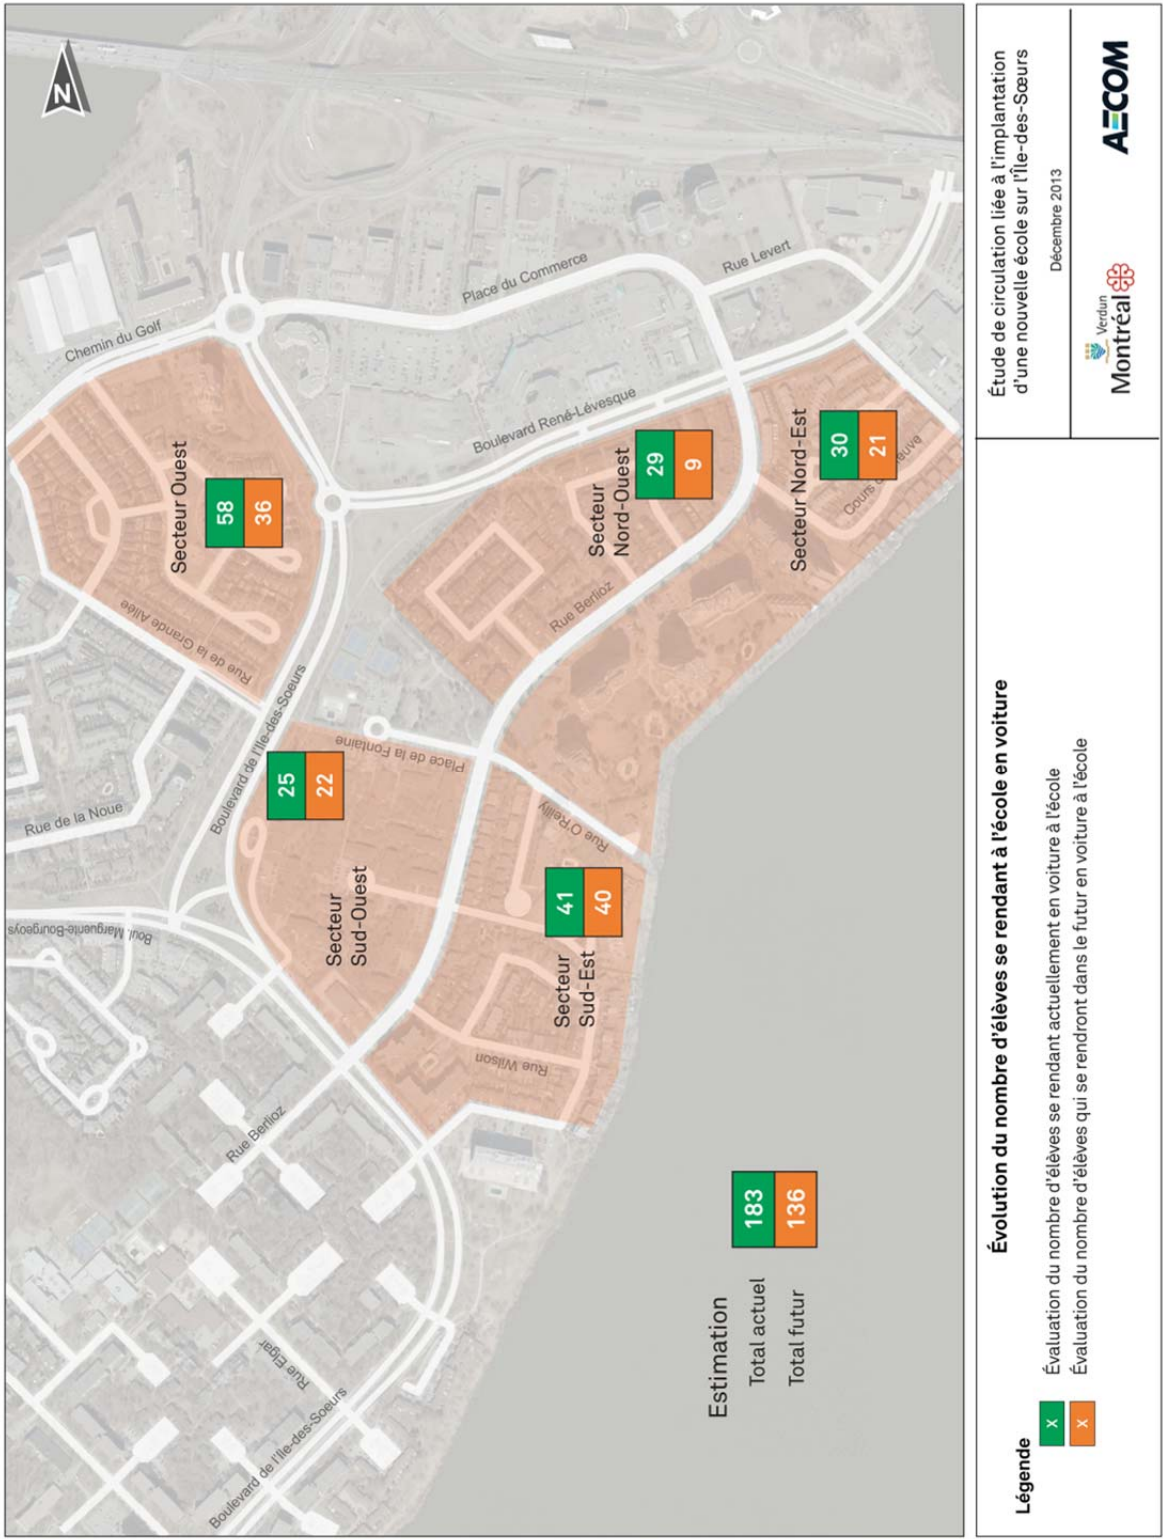 N
Chemin du Golf
Place du Commerce
Rue Levert
Secteur Ouest
58
36
Boulevard René-Lévesque
Rue de la Grande Allée
Boulevard de l'Ile-des-Soeurs
Secteur
Nord-Ouest
29
9
Secteur Nord-Est
30
21
Rue Berlioz
Cours
Rue de la Noue
25
22
Place de la Fontaine
Rue O'Reilly
Secteur
Sud-Ouest
41
40
Secteur
Sud-Est
Boul. Marguerite-Bourgeoys
Rue Wilson
Rue Berlioz
Rue Elgar
Boulevard de l'Ile-des-Soeurs
Estimation
Total actuel
183
Total futur
136
Évolution du nombre d'élèves se rendant à l'école en voiture
Légende
X
Évaluation du nombre d'élèves se rendant actuellement en voiture à l'école
X
Évaluation du nombre d'élèves qui se rendront dans le futur en voiture à l'école
Étude de circulation liée à l'implantation
d'une nouvelle école sur l'Île-des-Sœurs
Décembre 2013
Verdun
Montréal
AECOM